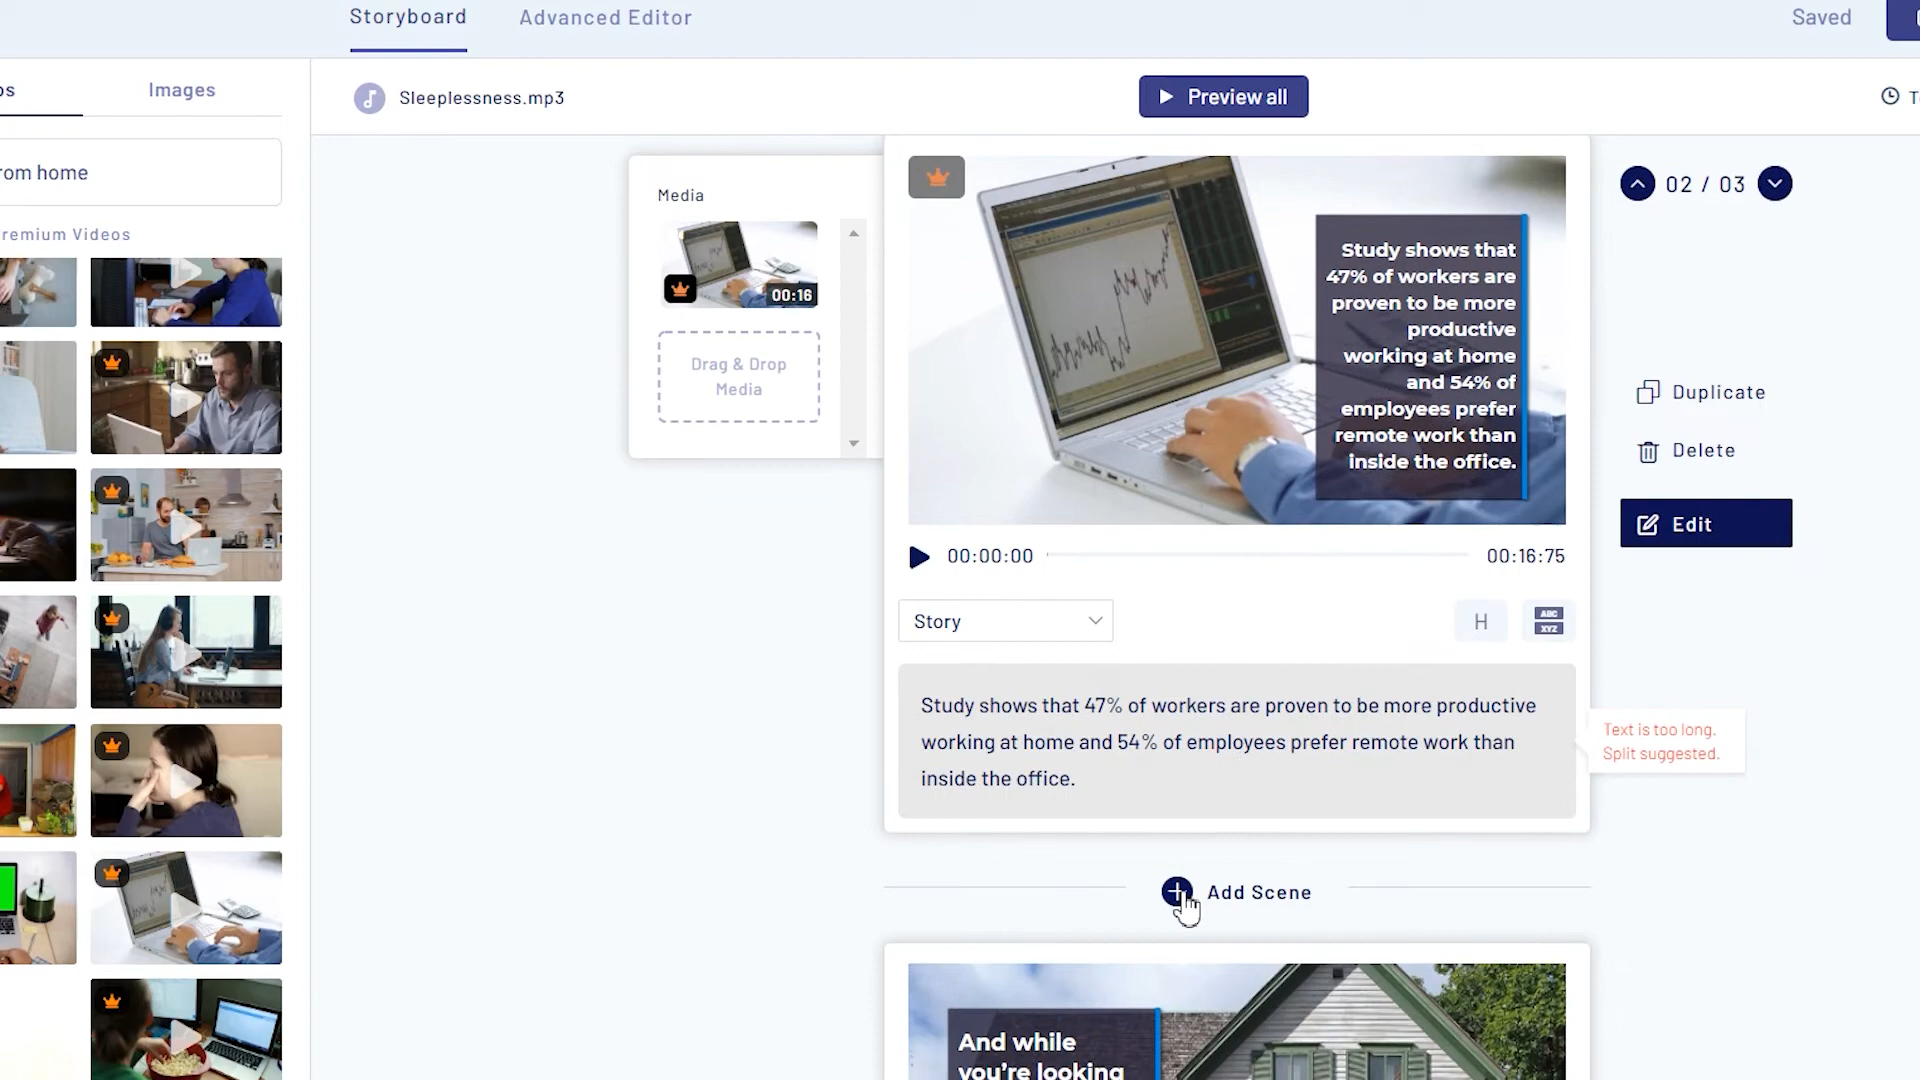 Storyboard
Advanced Editor
Saved
Images
Sleeplessness.mp3
Preview all
rom home
remium Videos
Media
00:16
Drag & Drop
Media
Study shows that
47% of workers are
proven to be more
productive
working at home
and 54% of
employees prefer
remote work than
inside the office.
02 / 03
Duplicate
Delete
Edit
00:00:00
00:16:75
Story
H
ABC
XYZ
Study shows that 47% of workers are proven to be more productive
working at home and 54% of employees prefer remote work than
inside the office.
Text is too long.
Split suggested.
Add Scene
And while
you're looking